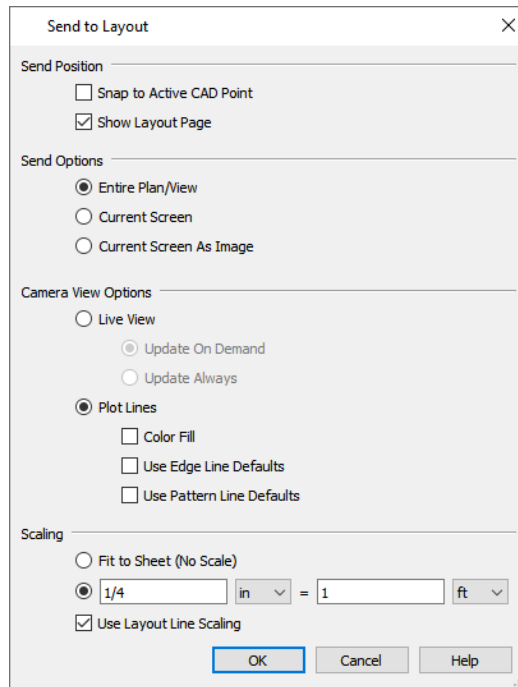 Send to Layout
Send Position
Snap to Active CAD Point
Show Layout Page
Send Options
Entire Plan/View
Current Screen
Current Screen As Image
Camera View Options
Live View
Update On Demand
Update Always
Plot Lines
Color Fill
Use Edge Line Defaults
Use Pattern Line Defaults
Scaling
Fit to Sheet (No Scale)
1/4 in = 1 ft
Use Layout Line Scaling
OK Cancel Help